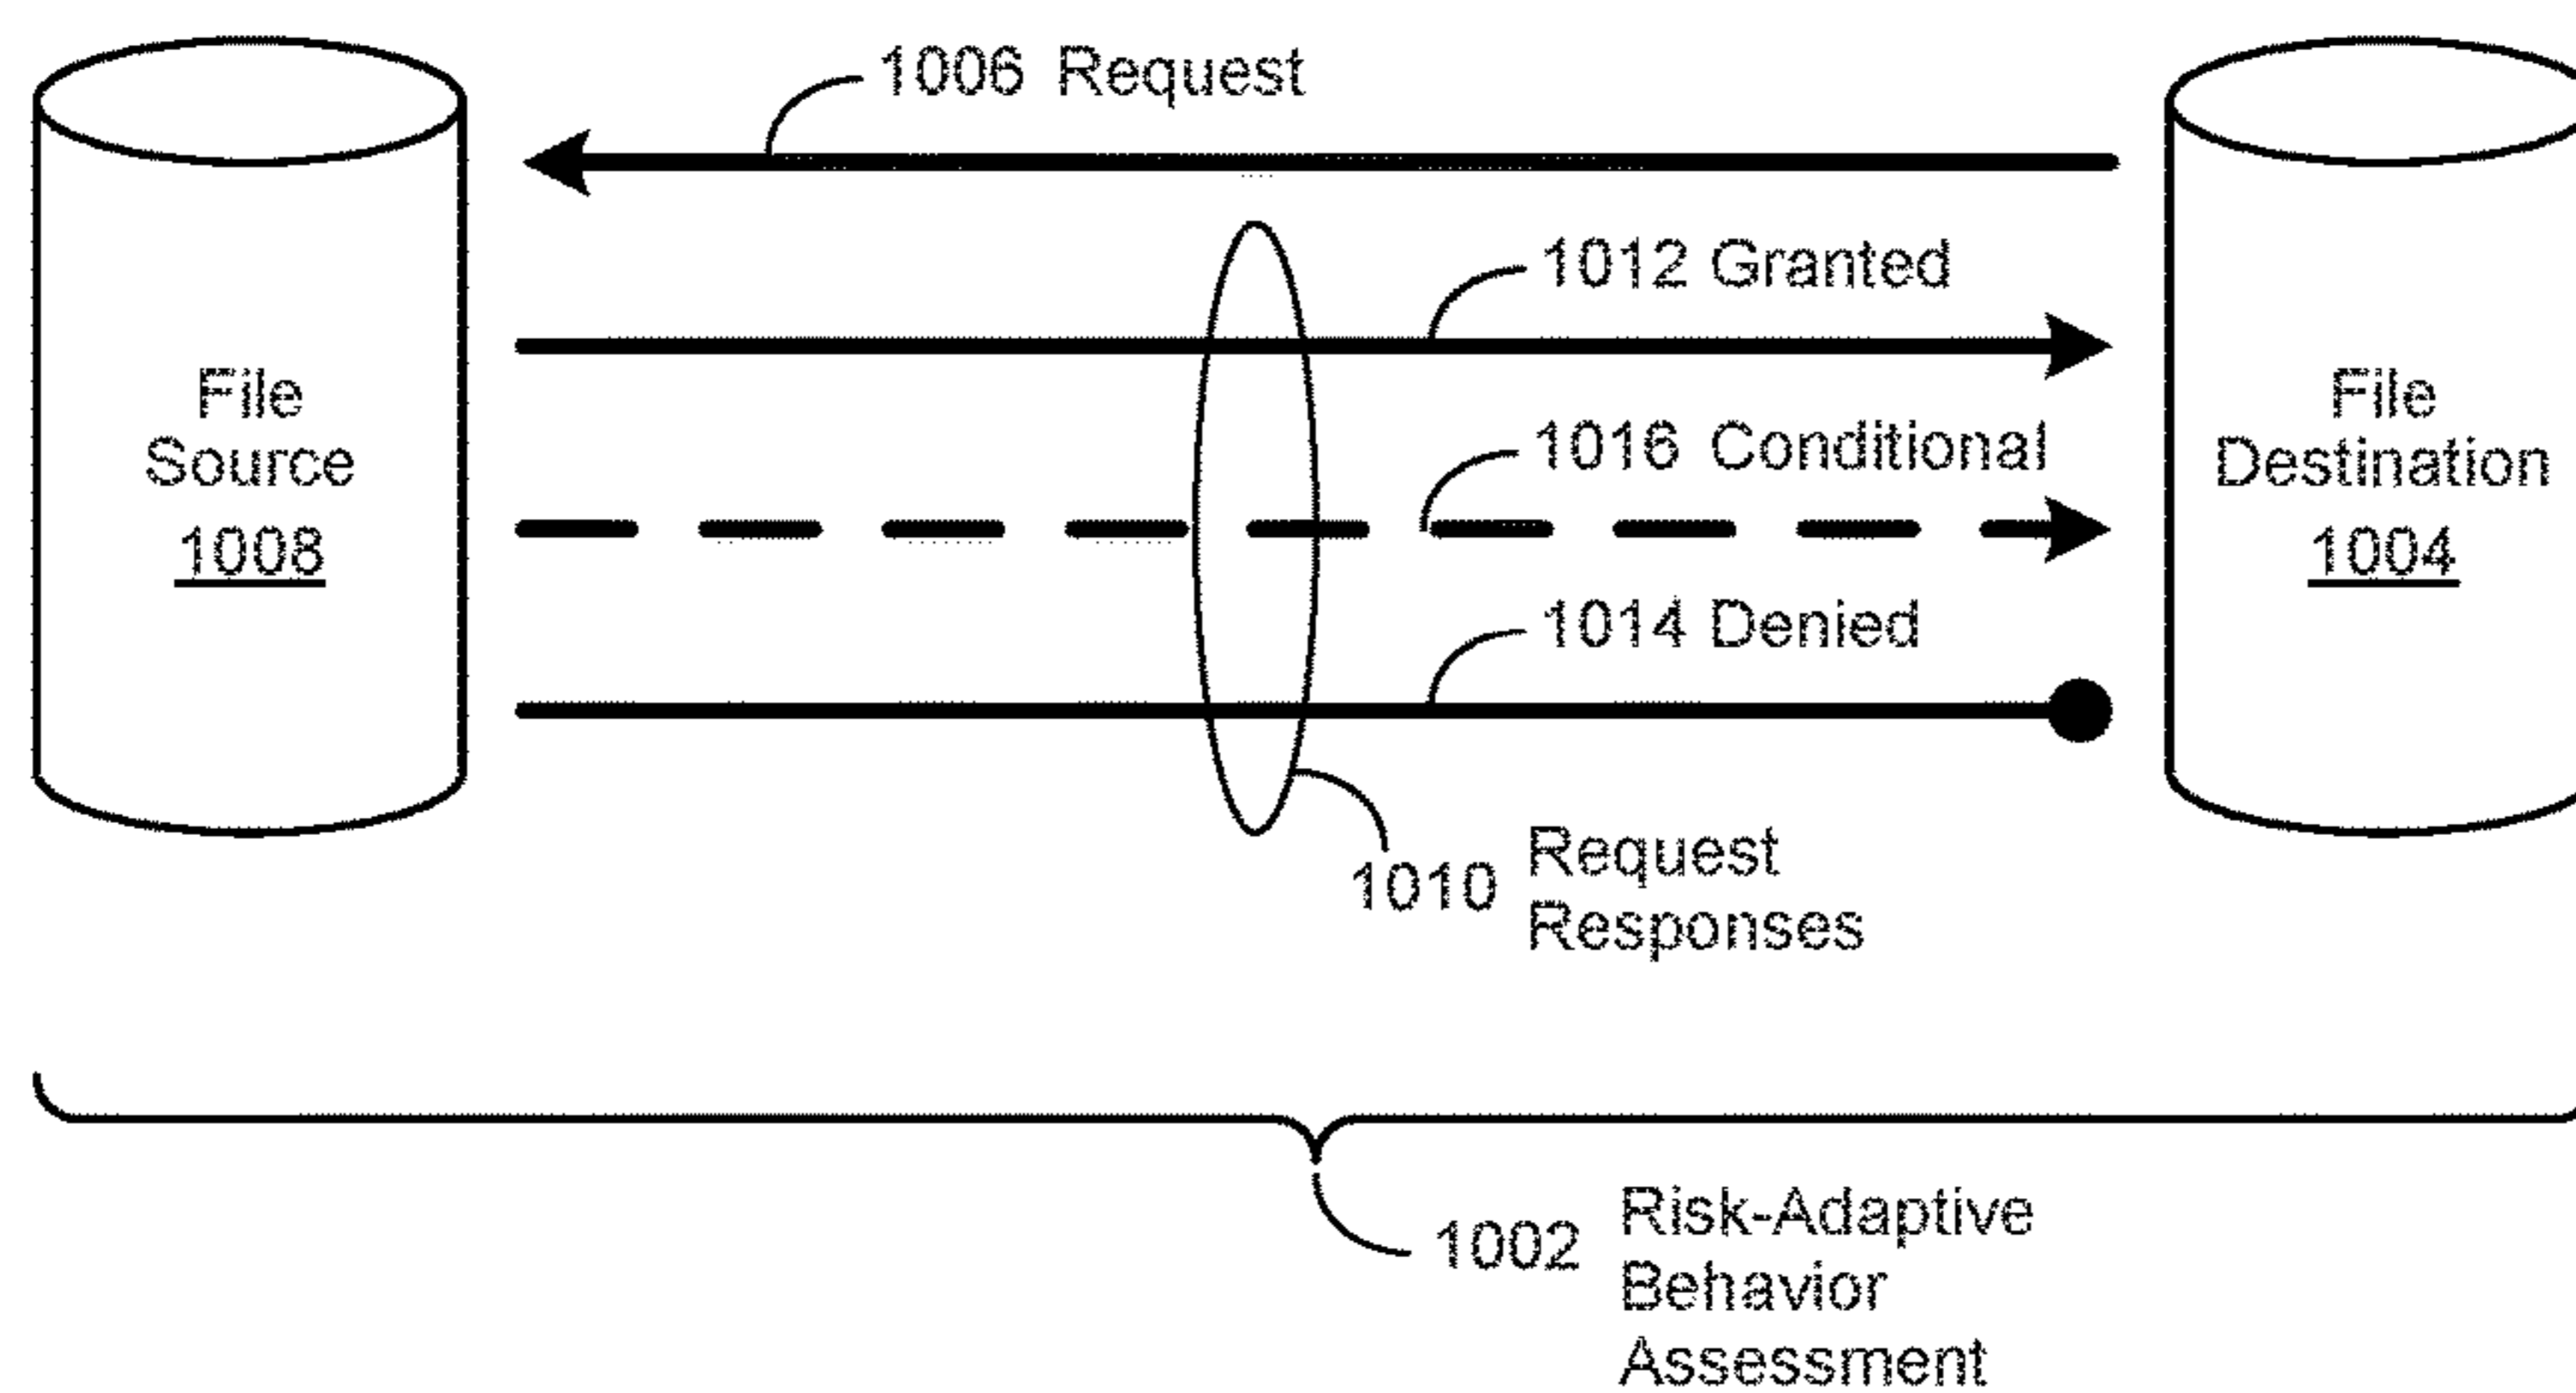 1006 Request
1012 Granted
File
Source
1008
1016 Conditional
File
Destination
1004
1014 Denied
1010 Request
Responses
1002 Risk-Adaptive
Behavior
Assessment